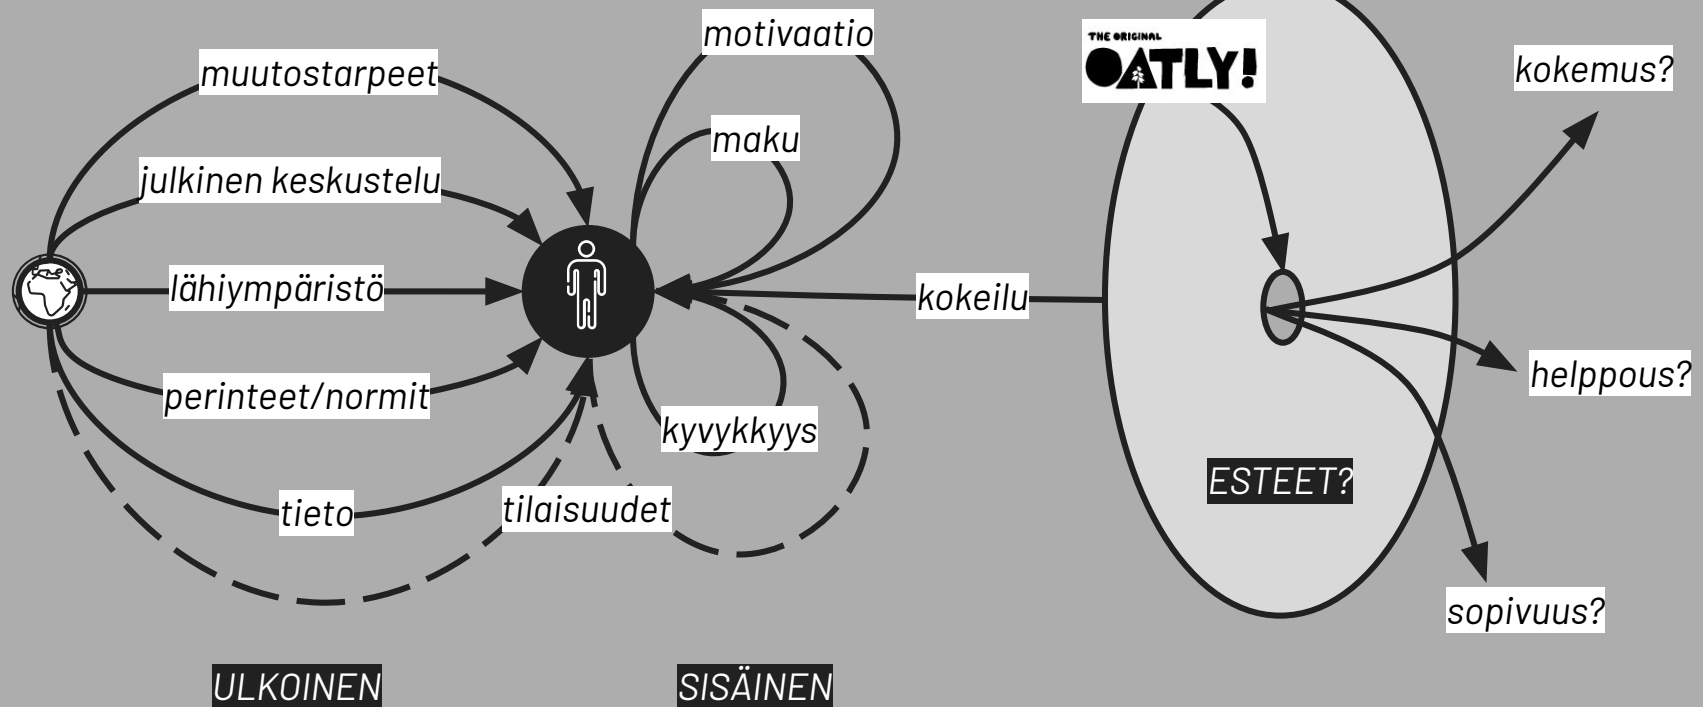 motivaatio
muutostarpeet
THE ORIGINAL
OATLY!
kokemus?
maku
julkinen keskustelu
lähiympäristö
kokeilu
perinteet/normit
helppous?
kyvykkyys
ESTEET?
tieto
tilaisuudet
sopivuus?
ULKOINEN
SISÄINEN